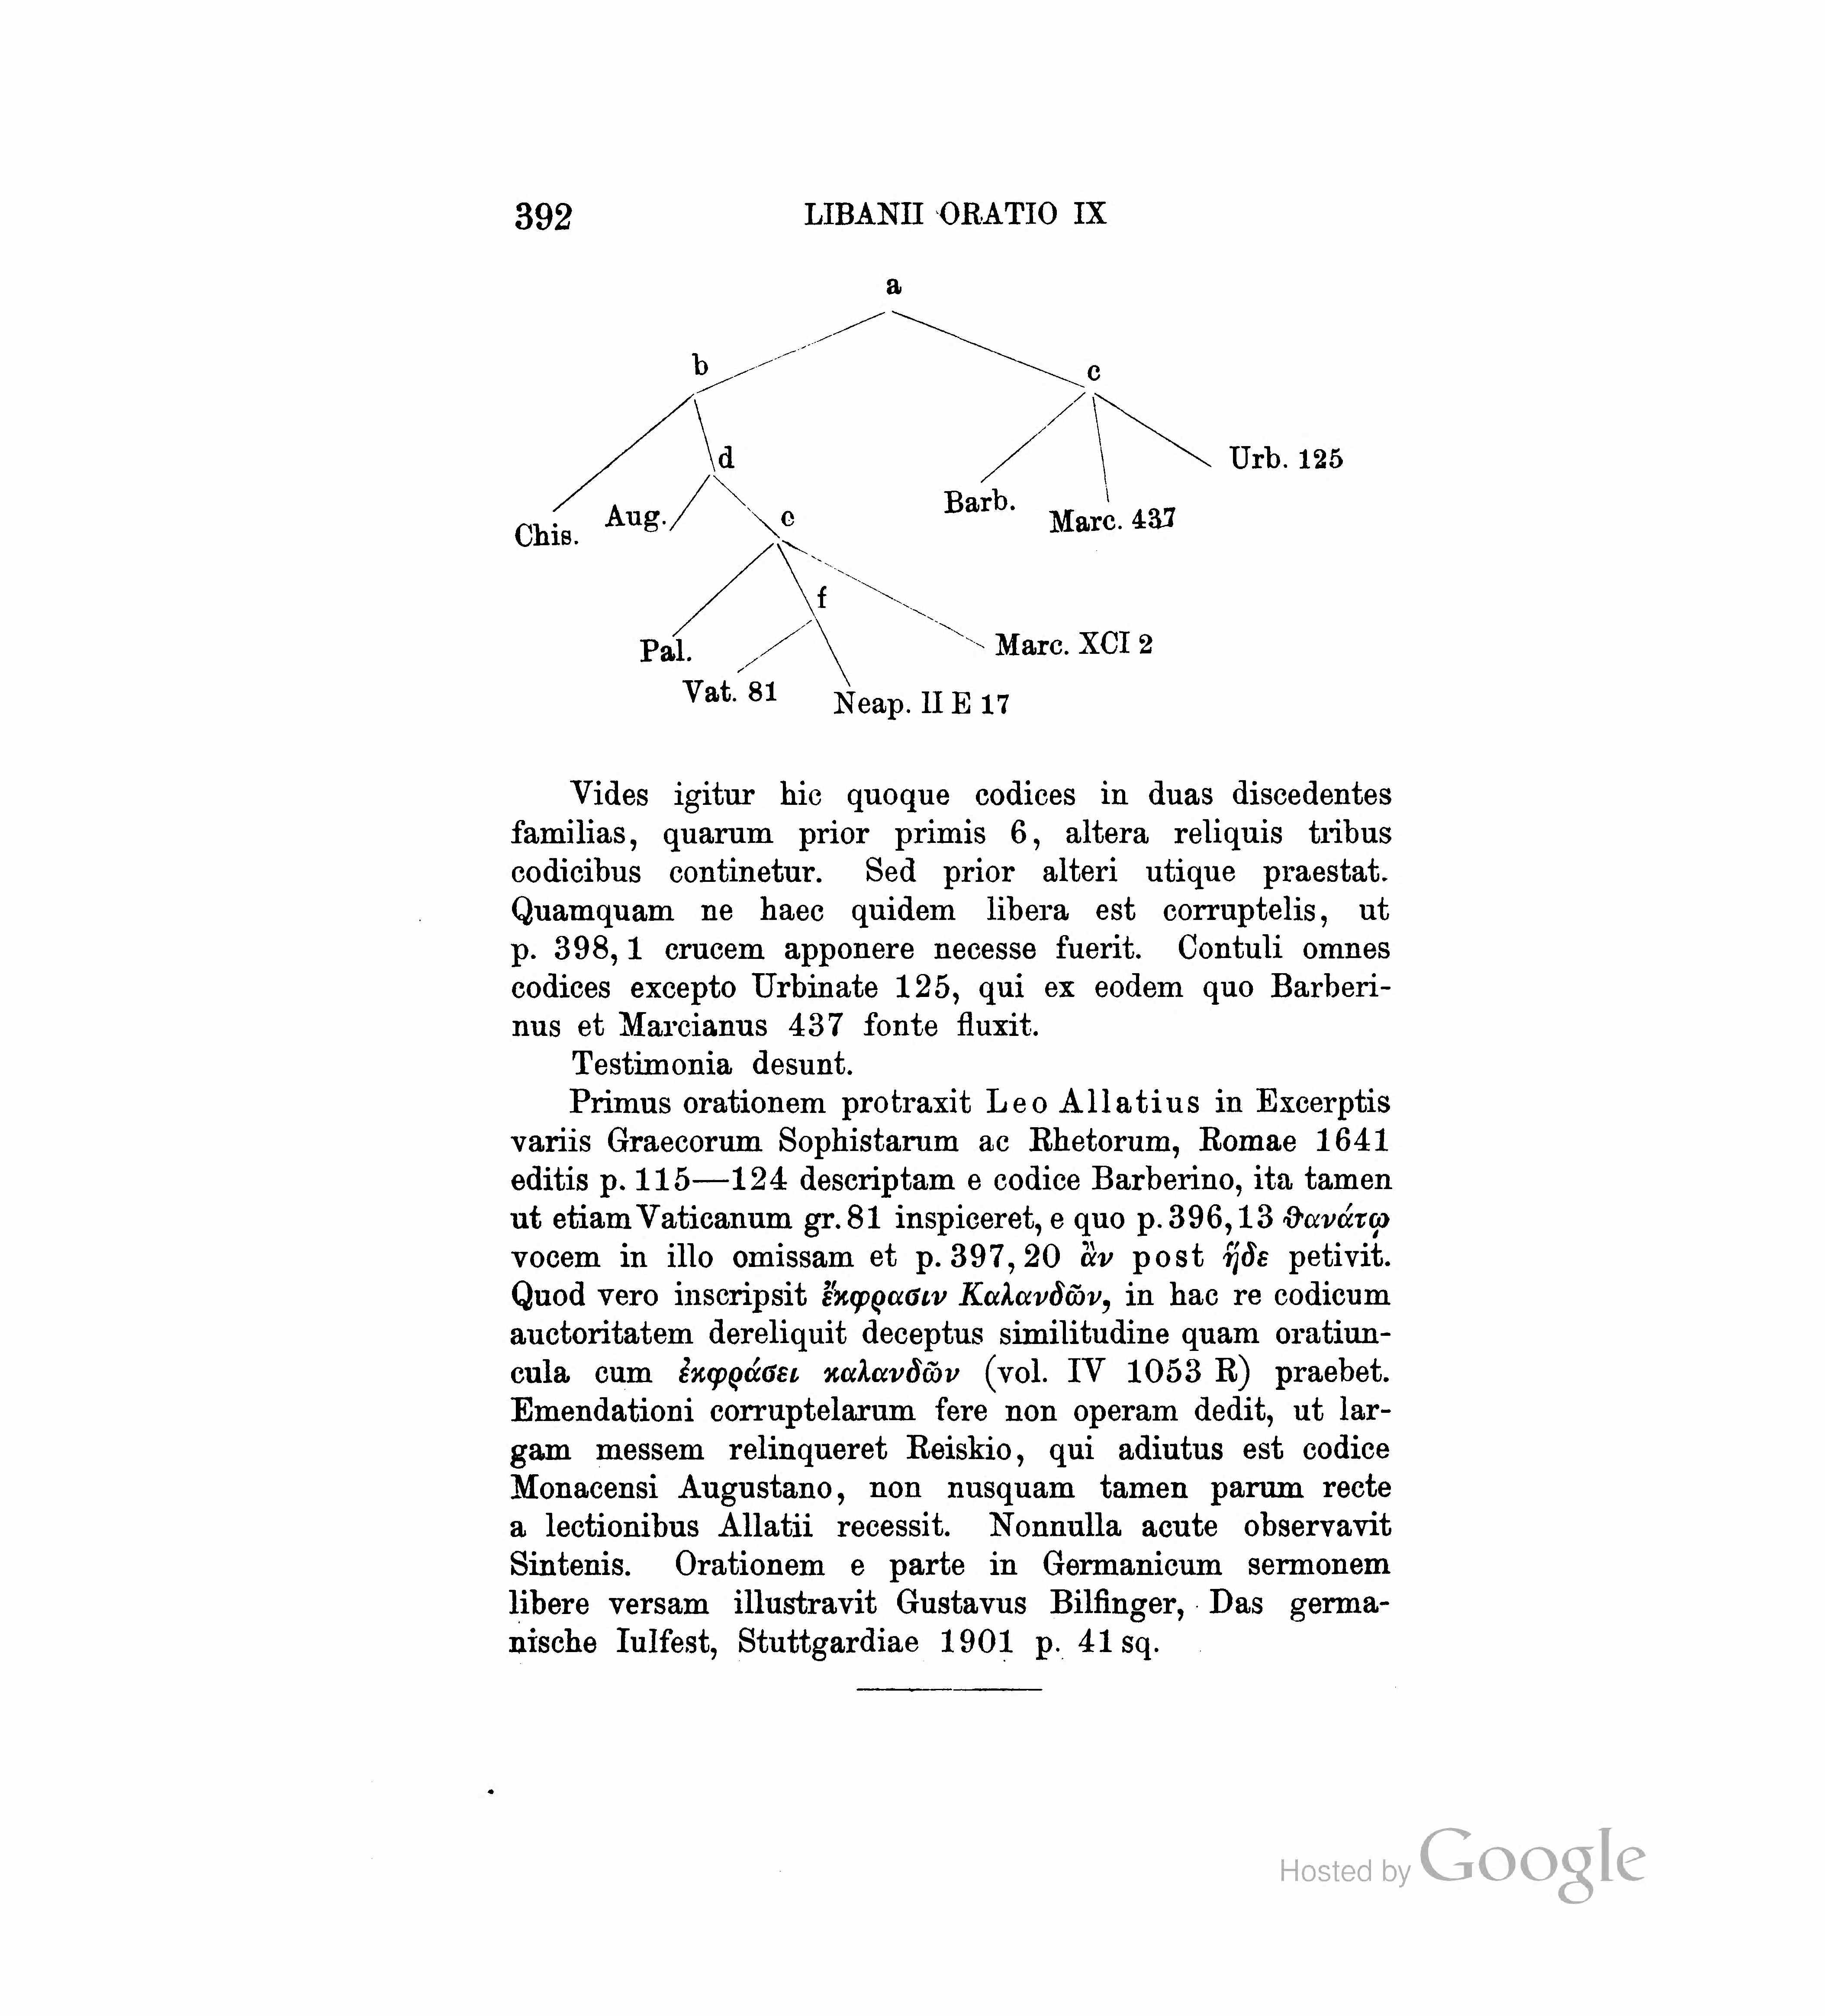 392 LIBANII ORATIO IX
a
b
c
d
Urb. 125
Barb.
Aug.
e
Marc. 437
Chis.
f
Pal.
Marc. XCI 2
Vat. 81
Neap. II E 17
Vides igitur hic quoque codices in duas discedentes
familias, quarum prior primis 6, altera reliquis tribus
codicibus continetur. Sed prior alteri utique praestat.
Quamquam ne haec quidem libera est corruptelis, ut
p. 398, 1 crucem apponere necesse fuerit. Contuli omnes
codices excepto Urbinate 125, qui ex eodem quo Barberi-
nus et Marcianus 437 fonte fluxit.
Testimonia desunt.
Primus orationem protraxit Leo Allatius in Excerptis
variis Graecorum Sophistarum ac Rhetorum, Romae 1641
editis p. 115—124 descriptam e codice Barberino, ita tamen
ut etiam Vaticanum gr. 81 inspiceret, e quo p. 396, 13 θανάτῳ
vocem in illo omissam et p. 397, 20 ἂν post ἥδε petivit.
Quod vero inscripsit ἔκφρασιν Καλανδῶν, in hac re codicum
auctoritatem dereliquit deceptus similitudine quam oratiun-
cula cum ἐκφράσει καλανδῶν (vol. IV 1053 R) praebet.
Emendationi corruptelarum fere non operam dedit, ut lar-
gam messem relinqueret Reiskio, qui adiutus est codice
Monacensi Augustano, non nusquam tamen parum recte
a lectionibus Allatii recessit. Nonnulla acute observavit
Sintenis. Orationem e parte in Germanicum sermonem
libere versam illustravit Gustavus Bilfinger, Das germa-
nische Iulfest, Stuttgardiae 1901 p. 41 sq.
Hosted by Google